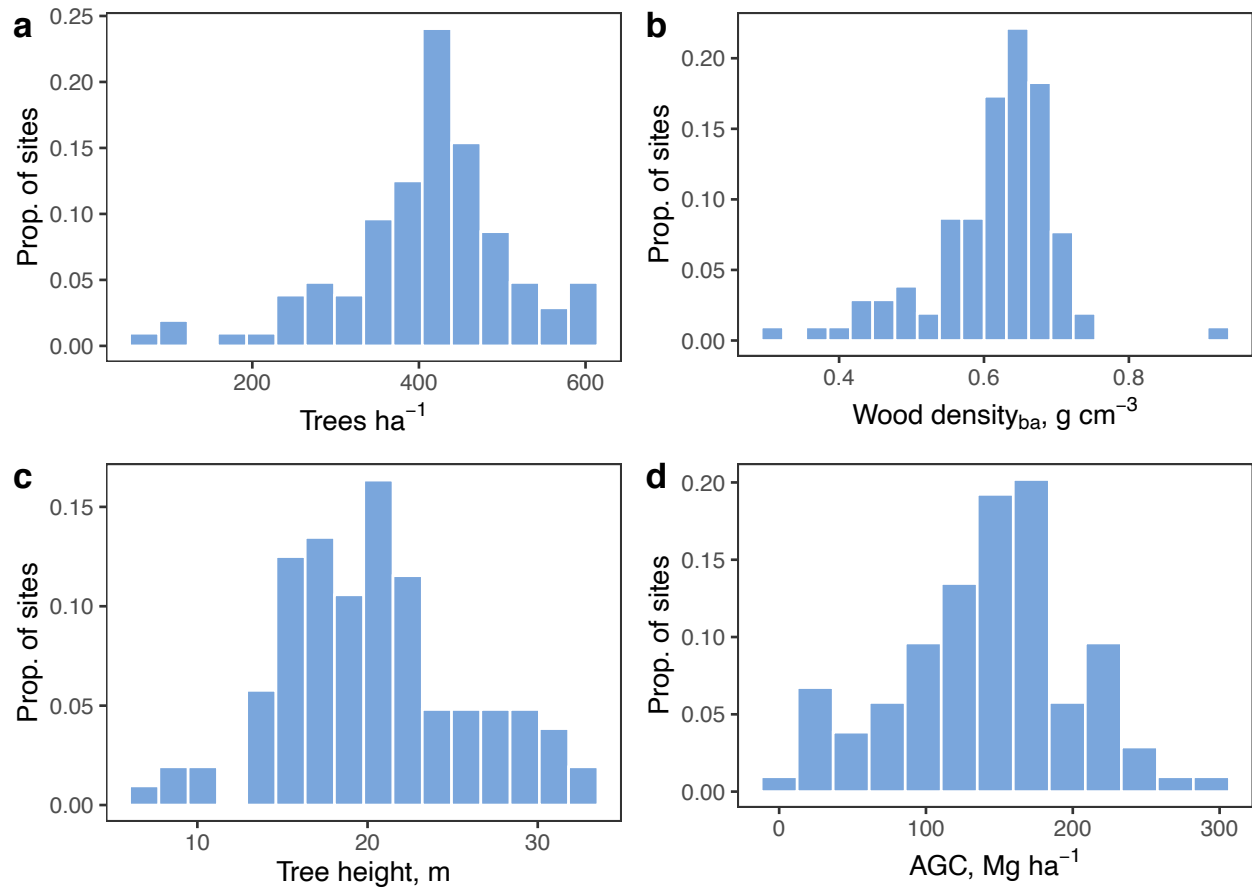 a
Prop. of sites
0.25
0.20
0.15
0.10
0.05
0.00
200 400 600
Trees ha⁻¹
b
Prop. of sites
0.20
0.15
0.10
0.05
0.00
0.4 0.6 0.8
Wood density_ba, g cm⁻³
c
Prop. of sites
0.15
0.10
0.05
0.00
10 20 30
Tree height, m
d
Prop. of sites
0.20
0.15
0.10
0.05
0.00
0 100 200 300
AGC, Mg ha⁻¹